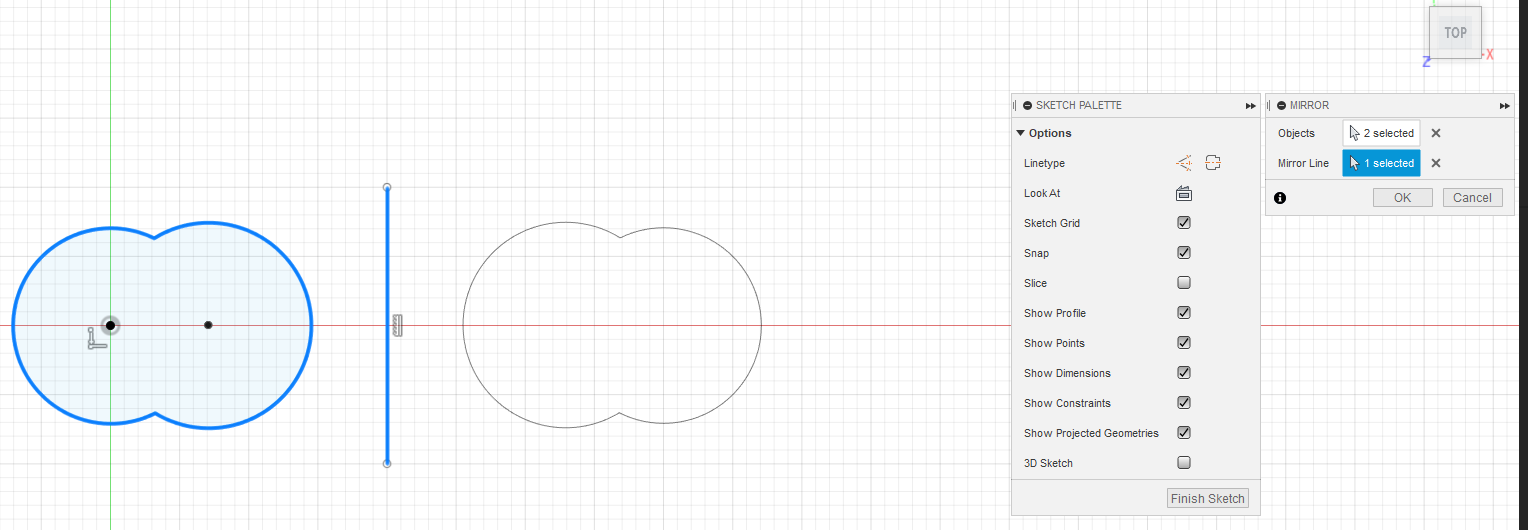 TOP
X
Z
SKETCH PALETTE
Options
Linetype
Look At
Sketch Grid
Snap
Slice
Show Profile
Show Points
Show Dimensions
Show Constraints
Show Projected Geometries
3D Sketch
Finish Sketch
MIRROR
Objects 2 selected
Mirror Line 1 selected
OK Cancel